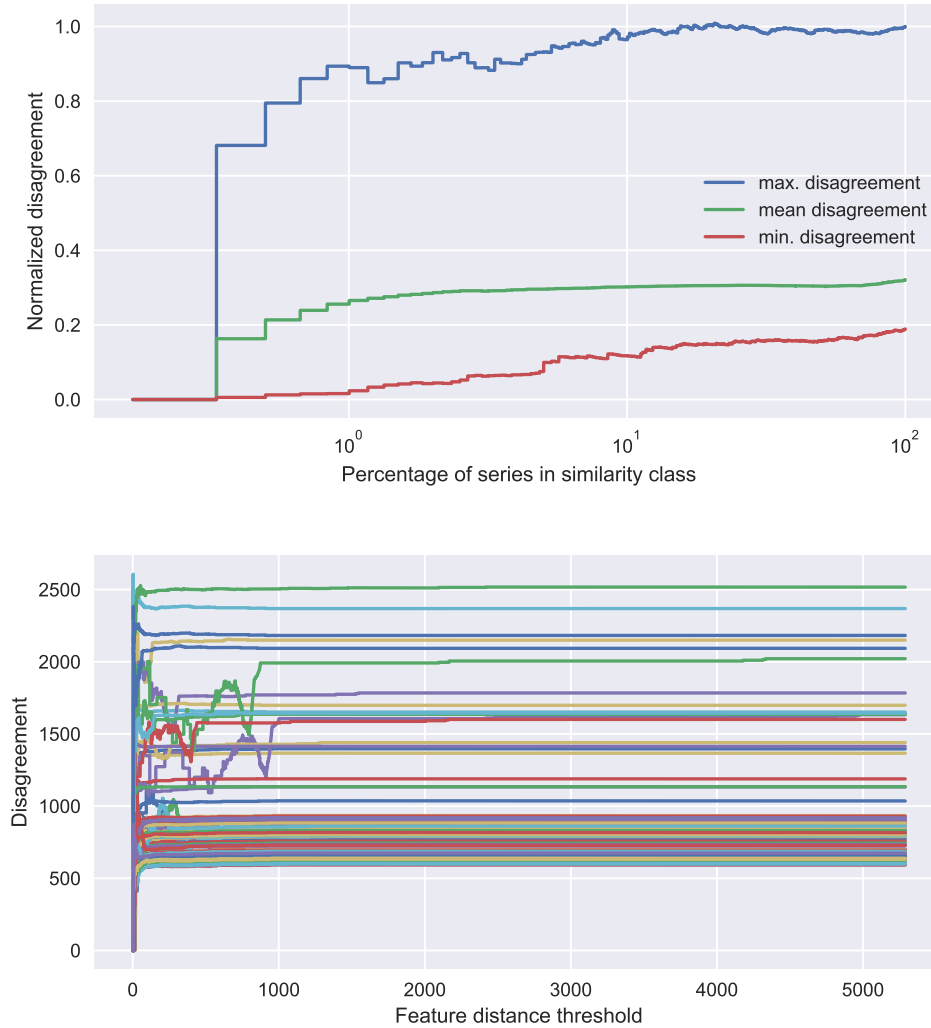 1.0
0.8
0.6
0.4
0.2
0.0
Normalized disagreement
max. disagreement
mean disagreement
min. disagreement
10^0 10^1 10^2
Percentage of series in similarity class
2500
2000
1500
1000
500
0
Disagreement
0 1000 2000 3000 4000 5000
Feature distance threshold